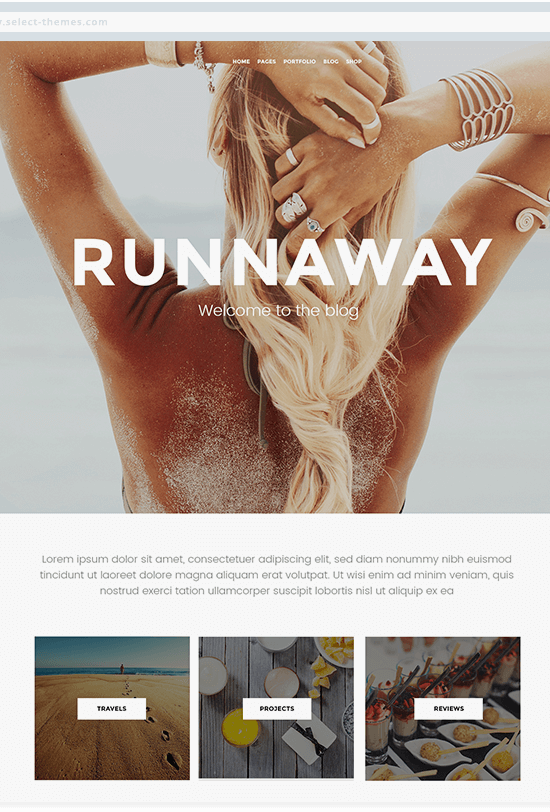 r.select-themes.com
HOME PAGES PORTFOLIO BLOG SHOP
RUNNAWAY
Welcome to the blog
Lorem ipsum dolor sit amet, consectetuer adipiscing elit, sed diam nonummy nibh euismod
tincidunt ut laoreet dolore magna aliquam erat volutpat. Ut wisi enim ad minim veniam, quis
nostrud exerci tation ullamcorper suscipit lobortis nisl ut aliquip ex ea
TRAVELS PROJECTS REVIEWS